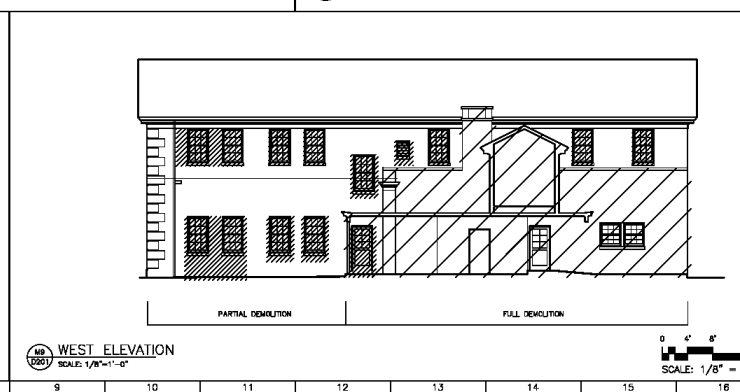 PARTIAL DEMOLITION
FULL DEMOLITION
M9
D201
WEST ELEVATION
SCALE: 1/8"=1'-0"
0 4' 8'
SCALE: 1/8" =
9 10 11 12 13 14 15 16